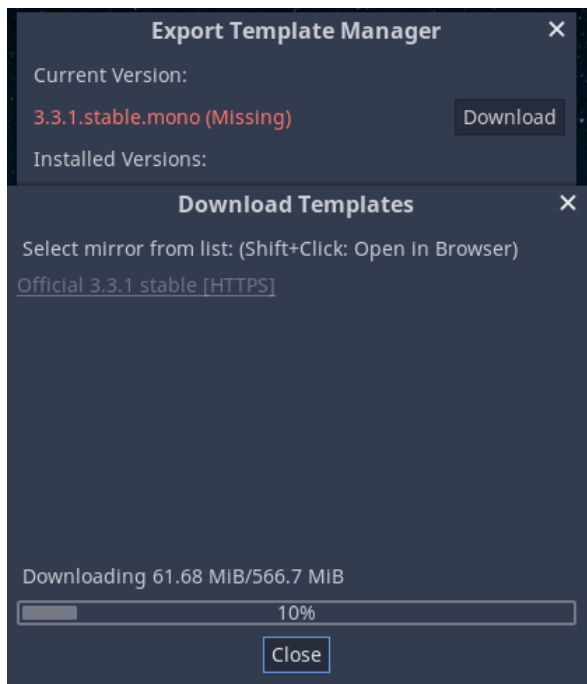 Export Template Manager
Current Version:
3.3.1.stable.mono (Missing) Download
Installed Versions:
Download Templates
Select mirror from list: (Shift+Click: Open in Browser)
Official 3.3.1 stable [HTTPS]
Downloading 61.68 MiB/566.7 MiB
10%
Close